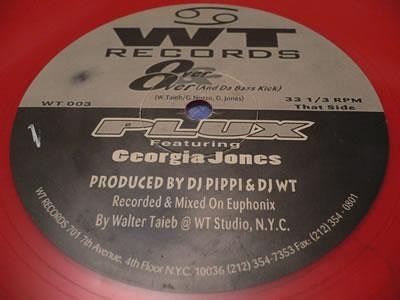 WT
RECORDS
Over
& Over (And Da Bass Kick)
(W.Taieb/G.Nozzo, G. Jones)
WT 003
33 1/3 RPM
That Side
PLUX
Featuring
Georgia Jones
PRODUCED BY DJ PIPPI & DJ WT
Recorded & Mixed On Euphonix
By Walter Taieb @ WT Studio, N.Y.C.
WT RECORDS 701 7th Avenue, 4th Floor N.Y.C. 10036 (212) 354-7353 Fax: (212) 354-0801